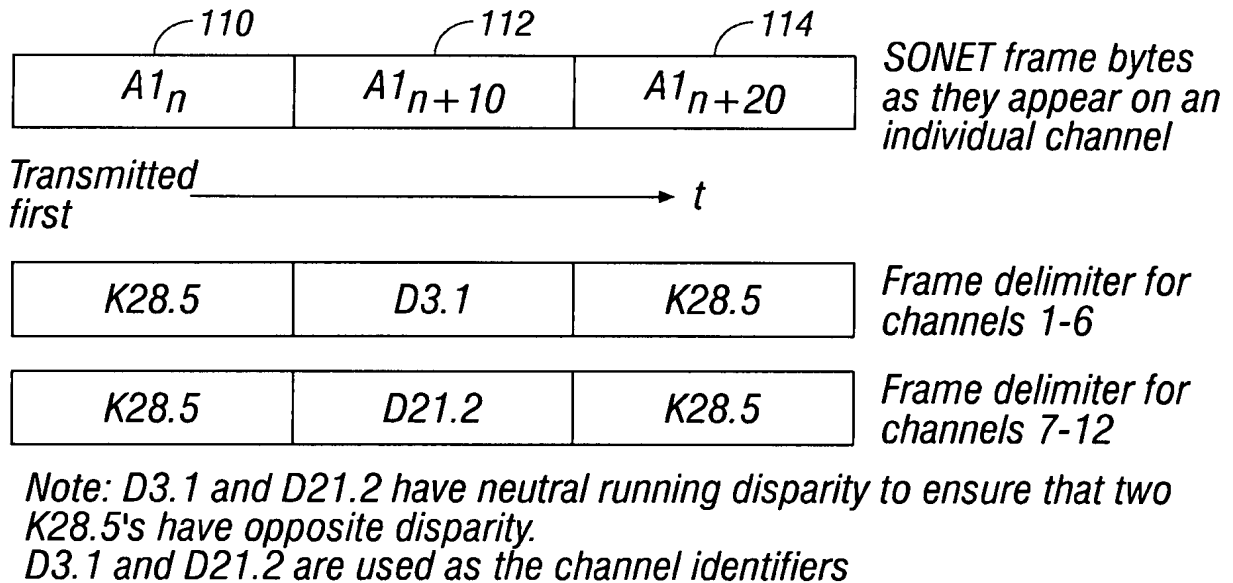 110 112 114
A1n A1n+10 A1n+20
SONET frame bytes
as they appear on an
individual channel
Transmitted
first
t
K28.5 D3.1 K28.5
Frame delimiter for
channels 1-6
K28.5 D21.2 K28.5
Frame delimiter for
channels 7-12
Note: D3.1 and D21.2 have neutral running disparity to ensure that two
K28.5's have opposite disparity.
D3.1 and D21.2 are used as the channel identifiers